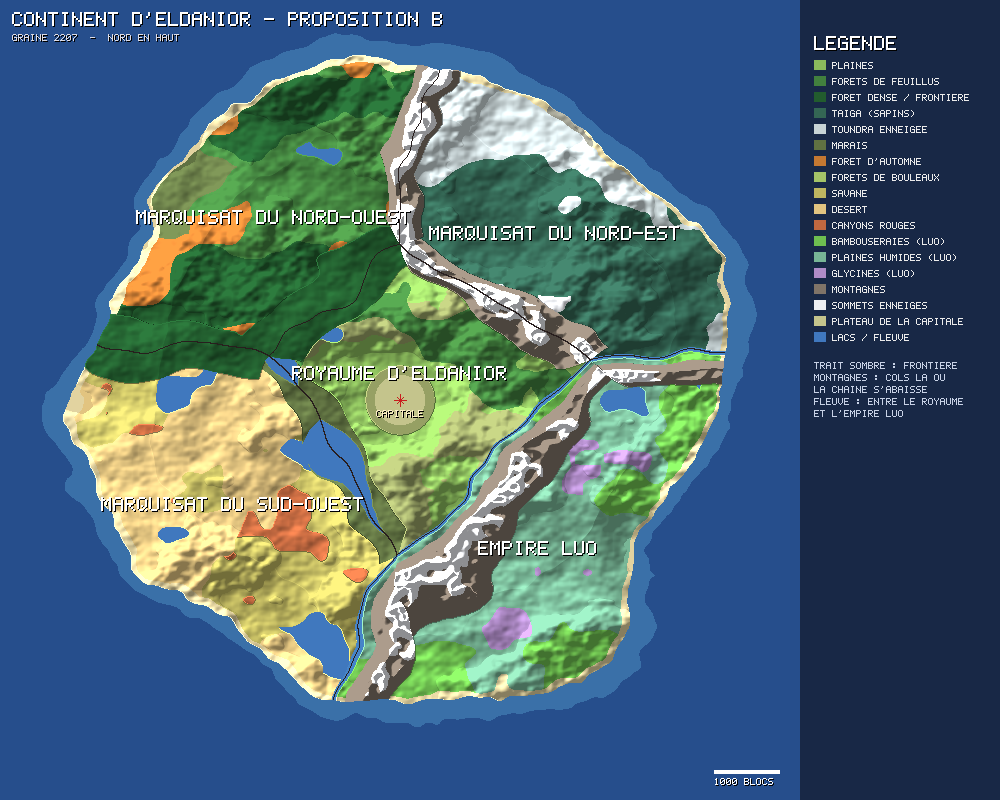 CONTINENT D'ELDANIOR - PROPOSITION B
GRAINE 2207 - NORD EN HAUT
MARQUISAT DU NORD-OUEST
MARQUISAT DU NORD-EST
ROYAUME D'ELDANIOR
CAPITALE
MARQUISAT DU SUD-OUEST
EMPIRE LUO
1000 BLOCS
LEGENDE
PLAINES
FORETS DE FEUILLUS
FORET DENSE / FRONTIERE
TAIGA (SAPINS)
TOUNDRA ENNEIGEE
MARAIS
FORET D'AUTOMNE
FORETS DE BOULEAUX
SAVANE
DESERT
CANYONS ROUGES
BAMBOUSERAIES (LUO)
PLAINES HUMIDES (LUO)
GLYCINES (LUO)
MONTAGNES
SOMMETS ENNEIGES
PLATEAU DE LA CAPITALE
LACS / FLEUVE
TRAIT SOMBRE : FRONTIERE
MONTAGNES : COLS LA OU
LA CHAINE S'ABAISSE
FLEUVE : ENTRE LE ROYAUME
ET L'EMPIRE LUO